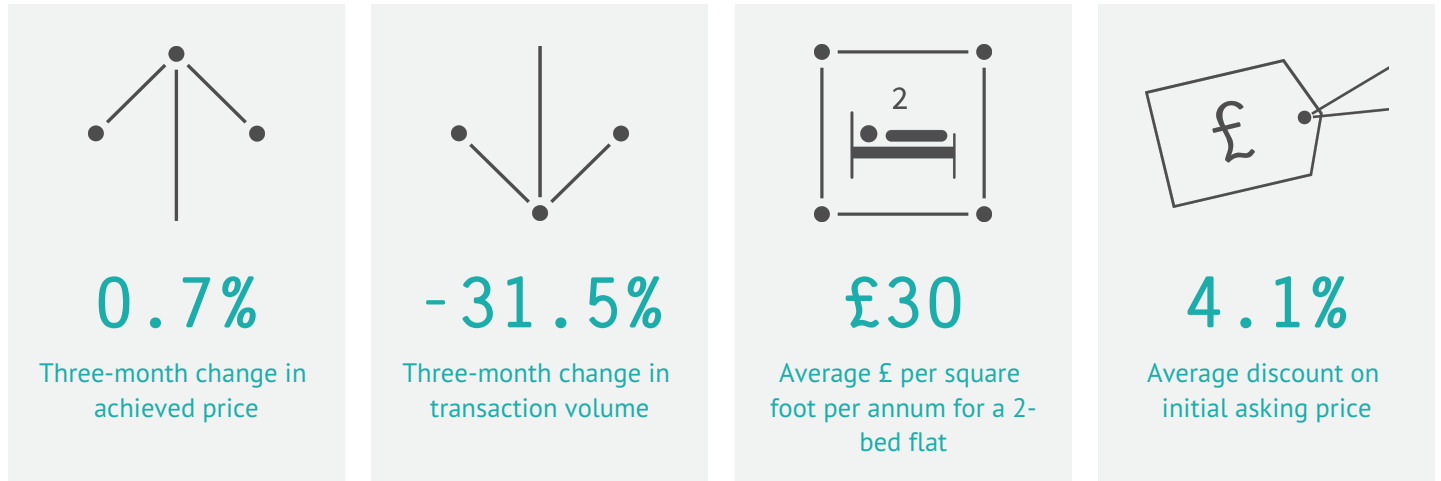 0.7%
Three-month change in
achieved price
-31.5%
Three-month change in
transaction volume
2
£30
Average £ per square
foot per annum for a 2-
bed flat
£
4.1%
Average discount on
initial asking price